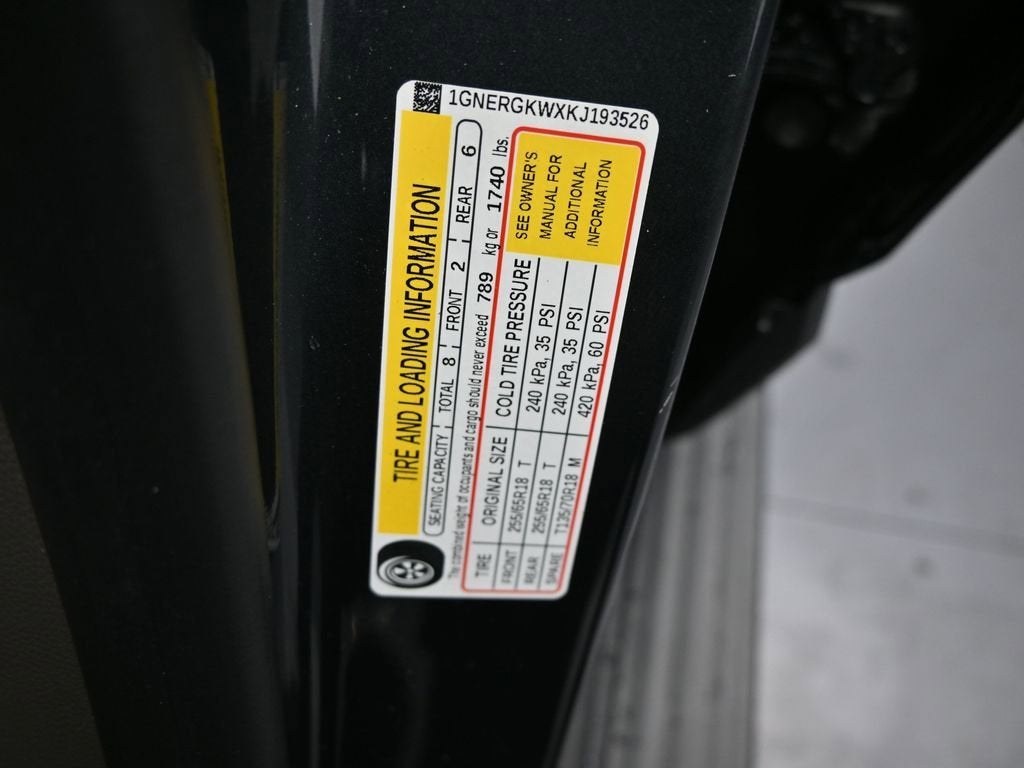 1GNERGKWXKJ193526
TIRE AND LOADING INFORMATION
SEATING CAPACITY TOTAL 8 FRONT 2 REAR 6
The combined weight of occupants and cargo should never exceed 789 kg or 1740 lbs.
TIRE ORIGINAL SIZE COLD TIRE PRESSURE
FRONT 255/65R18 T 240 kPa, 35 PSI
REAR 255/65R18 T 240 kPa, 35 PSI
SPARE T135/70R18 M 420 kPa, 60 PSI
SEE OWNER'S
MANUAL FOR
ADDITIONAL
INFORMATION